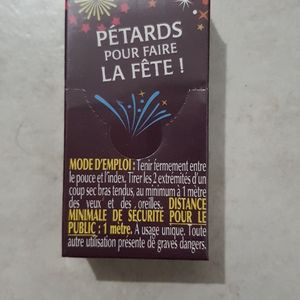 PÉTARDS
POUR FAIRE
LA FÊTE !
MODE D'EMPLOI : Tenir fermement entre
le pouce et l'index. Tirer les 2 extrémités d'un
coup sec bras tendus, au minimum à 1 mètre
des yeux et des oreilles. DISTANCE
MINIMALE DE SÉCURITÉ POUR LE
PUBLIC : 1 mètre. À usage unique. Toute
autre utilisation présente de graves dangers.